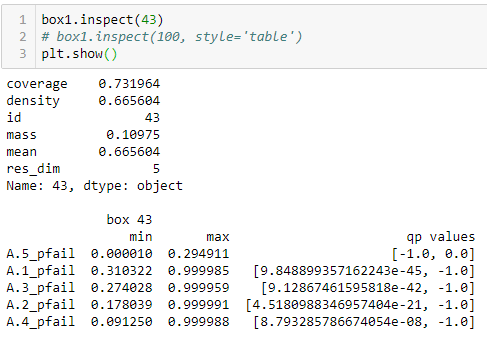 1 box1.inspect(43)
2 # box1.inspect(100, style='table')
3 plt.show()
coverage 0.731964
density 0.665604
id 43
mass 0.10975
mean 0.665604
res_dim 5
Name: 43, dtype: object
box 43
min max qp values
A.5_pfail 0.000010 0.294911 [-1.0, 0.0]
A.1_pfail 0.310322 0.999985 [9.848899357162243e-45, -1.0]
A.3_pfail 0.274028 0.999959 [9.12867461595818e-42, -1.0]
A.2_pfail 0.178039 0.999991 [4.5180988346957404e-21, -1.0]
A.4_pfail 0.091250 0.999988 [8.793285786674054e-08, -1.0]